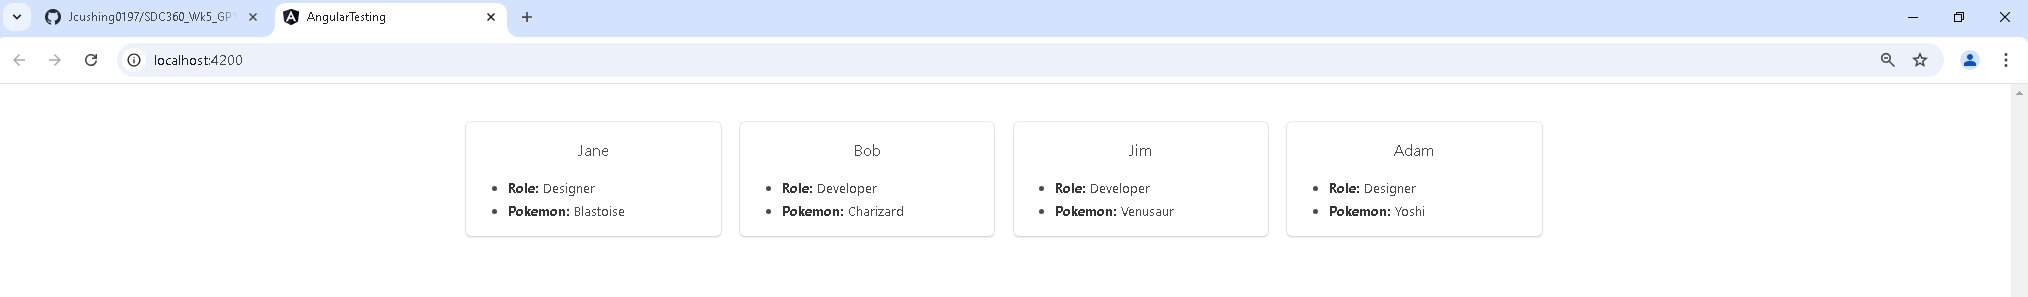 Jcushing0197/SDC360_Wk5_GP1
AngularTesting
localhost:4200
Jane
Role: Designer
Pokemon: Blastoise
Bob
Role: Developer
Pokemon: Charizard
Jim
Role: Developer
Pokemon: Venusaur
Adam
Role: Designer
Pokemon: Yoshi